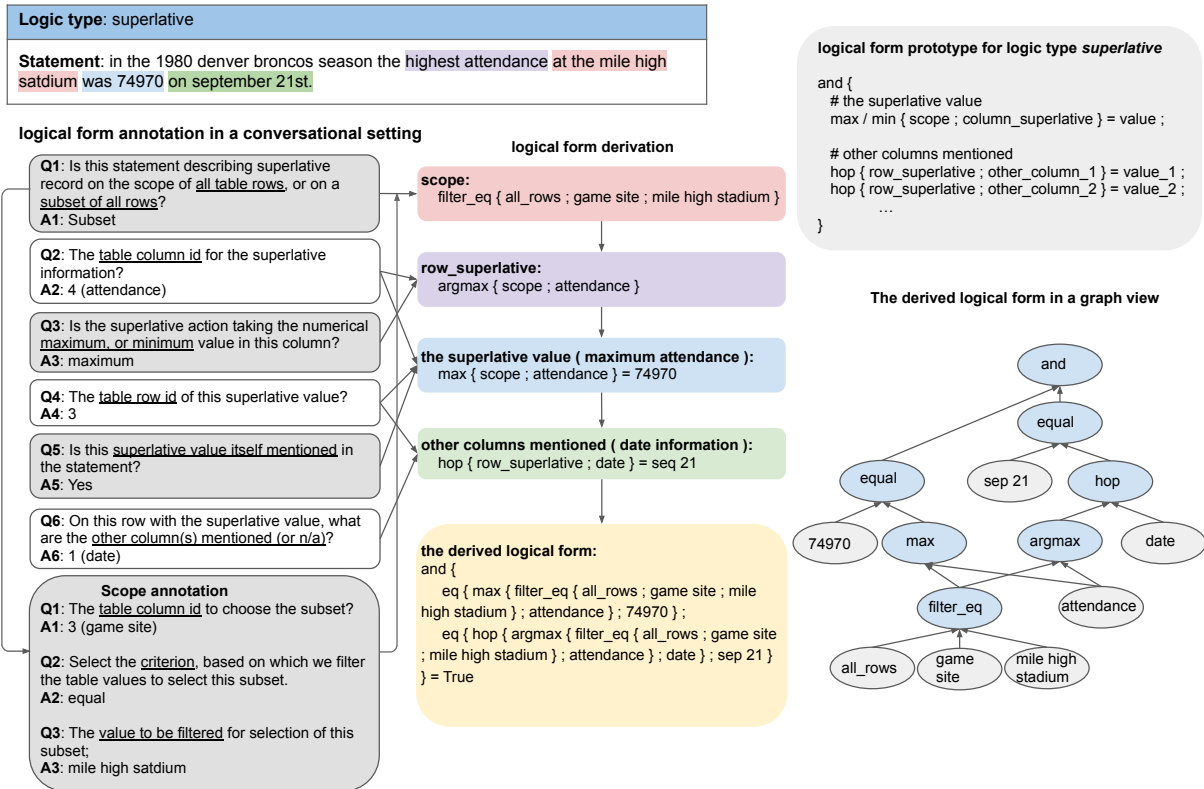 Logic type: superlative
Statement: in the 1980 denver broncos season the highest attendance at the mile high
satdium was 74970 on september 21st.
logical form annotation in a conversational setting
Q1: Is this statement describing superlative
record on the scope of all table rows, or on a
subset of all rows?
A1: Subset
Q2: The table column id for the superlative
information?
A2: 4 (attendance)
Q3: Is the superlative action taking the numerical
maximum, or minimum value in this column?
A3: maximum
Q4: The table row id of this superlative value?
A4: 3
Q5: Is this superlative value itself mentioned in
the statement?
A5: Yes
Q6: On this row with the superlative value, what
are the other column(s) mentioned (or n/a)?
A6: 1 (date)
Scope annotation
Q1: The table column id to choose the subset?
A1: 3 (game site)
Q2: Select the criterion, based on which we filter
the table values to select this subset.
A2: equal
Q3: The value to be filtered for selection of this
subset;
A3: mile high satdium
logical form derivation
scope:
filter_eq { all_rows ; game site ; mile high stadium }
row_superlative:
argmax { scope ; attendance }
the superlative value ( maximum attendance ):
max { scope ; attendance } = 74970
other columns mentioned ( date information ):
hop { row_superlative ; date } = seq 21
the derived logical form:
and {
eq { max { filter_eq { all_rows ; game site ; mile
high stadium } ; attendance } ; 74970 } ;
eq { hop { argmax { filter_eq { all_rows ; game site
; mile high stadium } ; attendance } ; date } ; sep 21 }
} = True
logical form prototype for logic type superlative
and {
# the superlative value
max / min { scope ; column_superlative } = value ;
# other columns mentioned
hop { row_superlative ; other_column_1 } = value_1 ;
hop { row_superlative ; other_column_2 } = value_2 ;
...
}
The derived logical form in a graph view
and
equal
equal
sep 21
hop
74970
max
argmax
date
filter_eq
attendance
all_rows
game
site
mile high
stadium